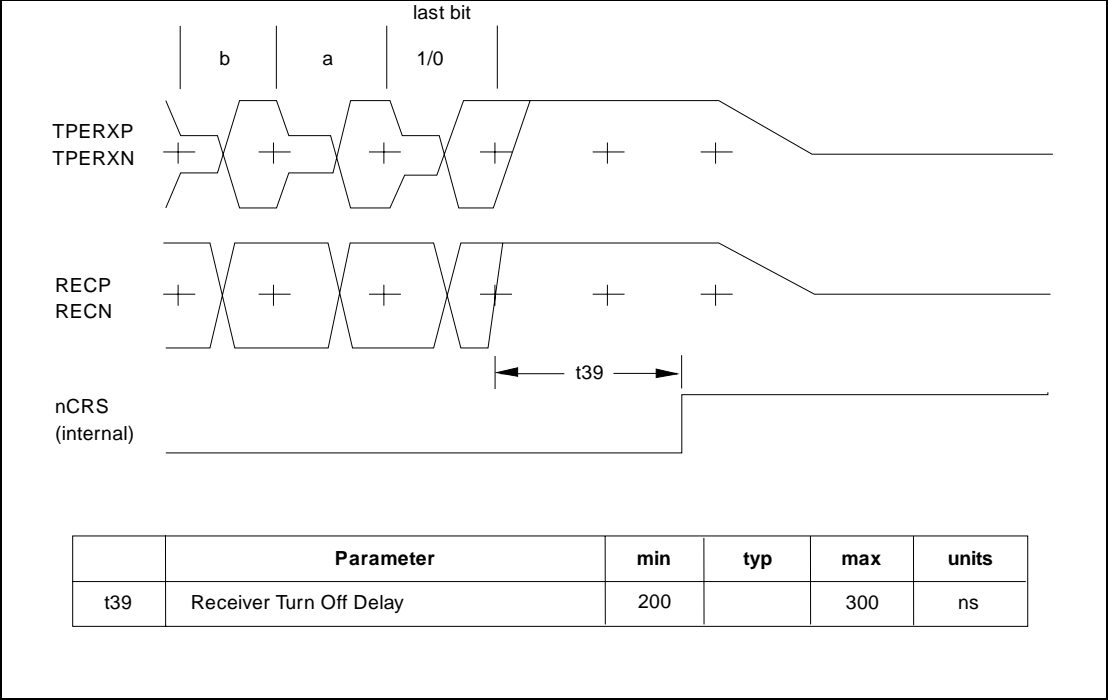 last bit
b a 1/0
TPERXP
TPERXN
RECP
RECN
t39
nCRS
(internal)
Parameter min typ max units
t39 Receiver Turn Off Delay 200 300 ns